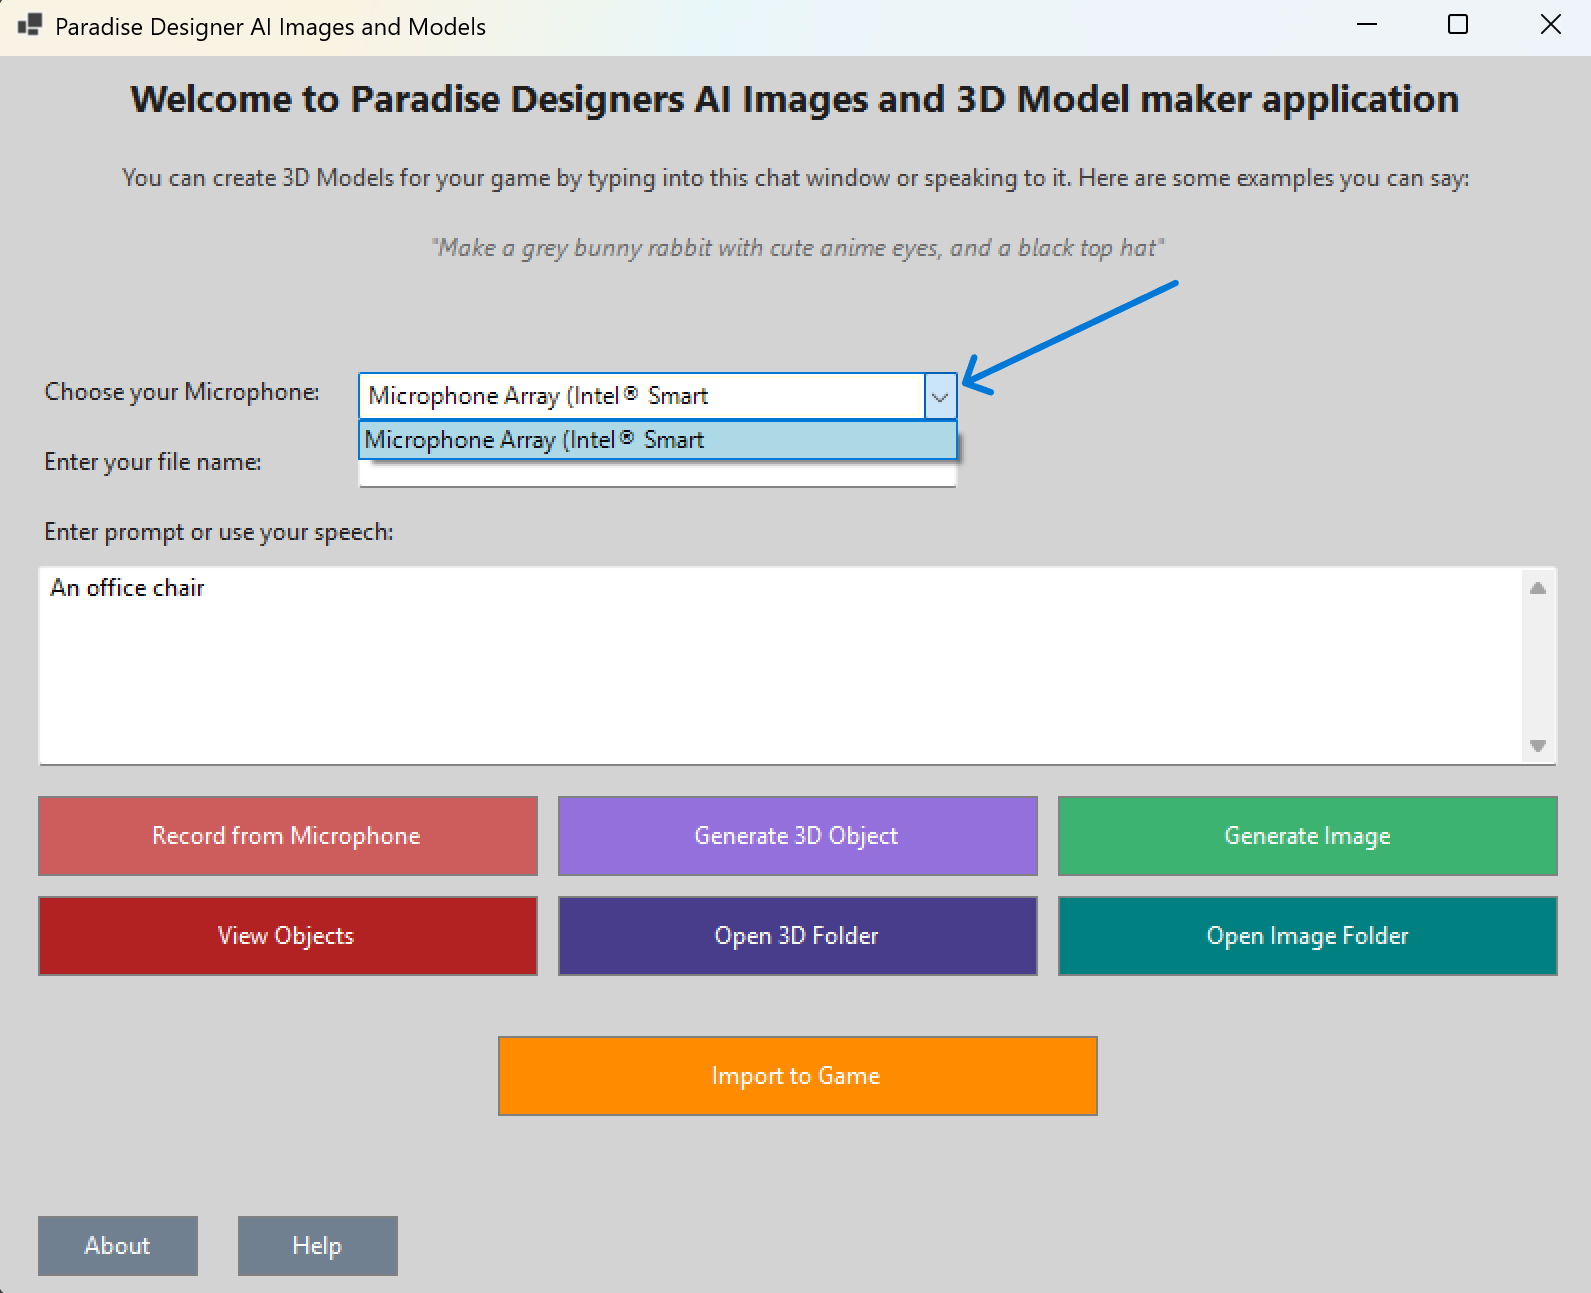 Paradise Designer AI Images and Models
Welcome to Paradise Designers AI Images and 3D Model maker application
You can create 3D Models for your game by typing into this chat window or speaking to it. Here are some examples you can say:
"Make a grey bunny rabbit with cute anime eyes, and a black top hat"
Choose your Microphone:
Microphone Array (Intel® Smart
Microphone Array (Intel® Smart
Enter your file name:
Enter prompt or use your speech:
An office chair
Record from Microphone
Generate 3D Object
Generate Image
View Objects
Open 3D Folder
Open Image Folder
Import to Game
About
Help